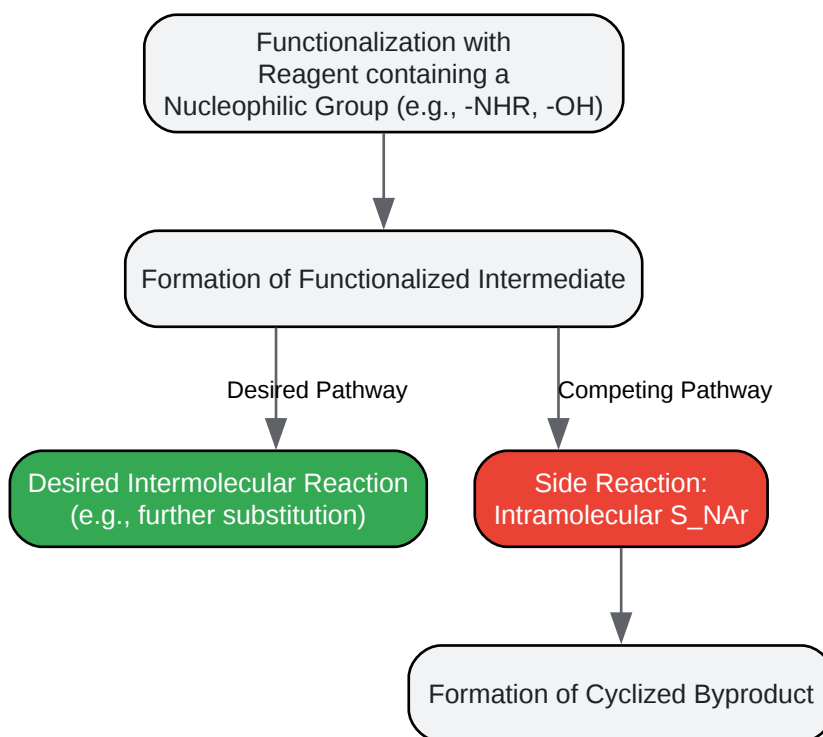 Functionalization with
Reagent containing a
Nucleophilic Group (e.g., -NHR, -OH)
Formation of Functionalized Intermediate
Desired Pathway
Competing Pathway
Desired Intermolecular Reaction
(e.g., further substitution)
Side Reaction:
Intramolecular S_NAr
Formation of Cyclized Byproduct